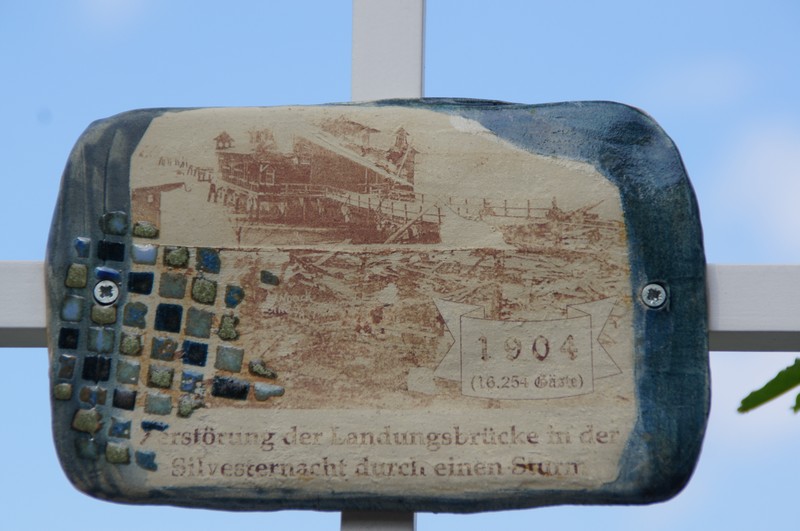 1904
(16.254 Gäste)
Zerstörung der Landungsbrücke in der
Silvesternacht durch einen Sturm